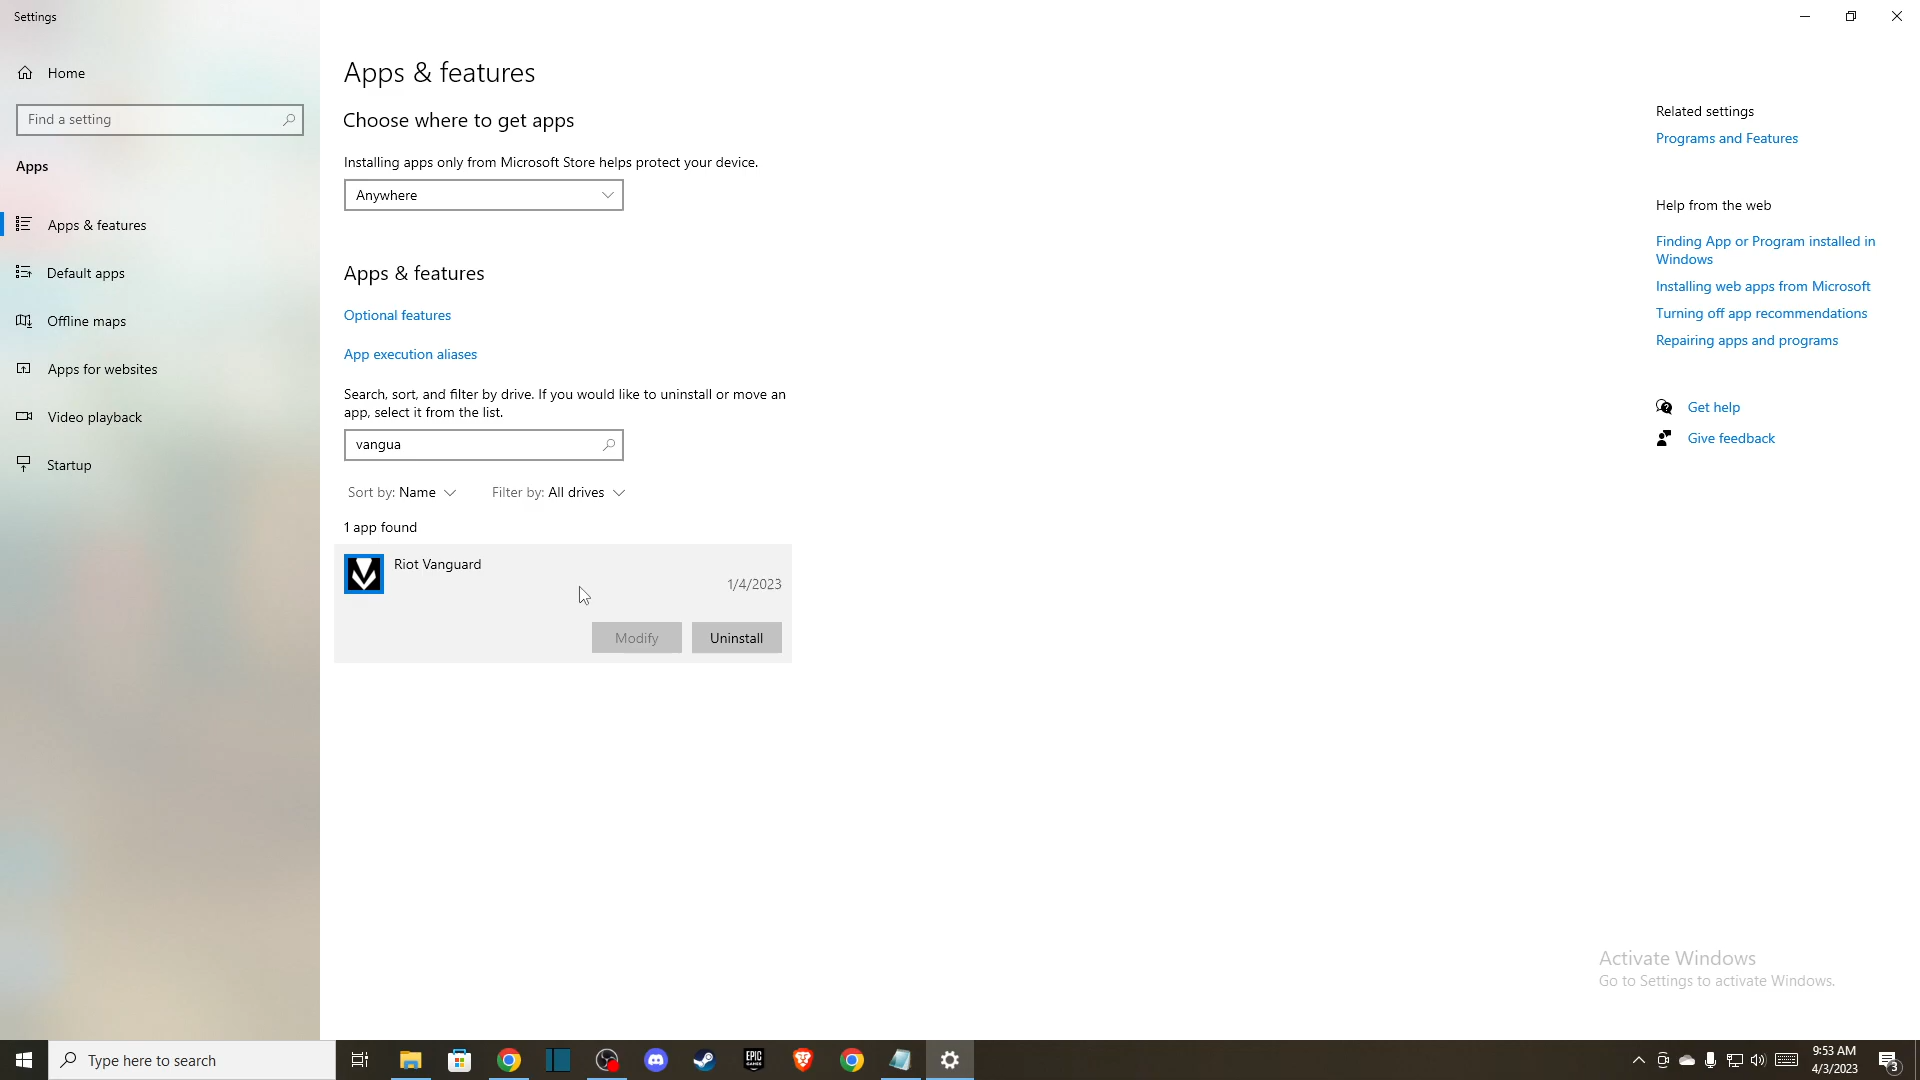 Settings
Home
Find a setting
Apps
Apps & features
Default apps
Offline maps
Apps for websites
Video playback
Startup
Apps & features
Choose where to get apps
Installing apps only from Microsoft Store helps protect your device.
Anywhere
Apps & features
Optional features
App execution aliases
Search, sort, and filter by drive. If you would like to uninstall or move an
app, select it from the list.
vangua
Sort by: Name
Filter by: All drives
1 app found
Riot Vanguard
1/4/2023
Modify
Uninstall
Related settings
Programs and Features
Help from the web
Finding App or Program installed in
Windows
Installing web apps from Microsoft
Turning off app recommendations
Repairing apps and programs
Get help
Give feedback
Activate Windows
Go to Settings to activate Windows.
Type here to search
EPIC
GAMES
9:53 AM
4/3/2023
3